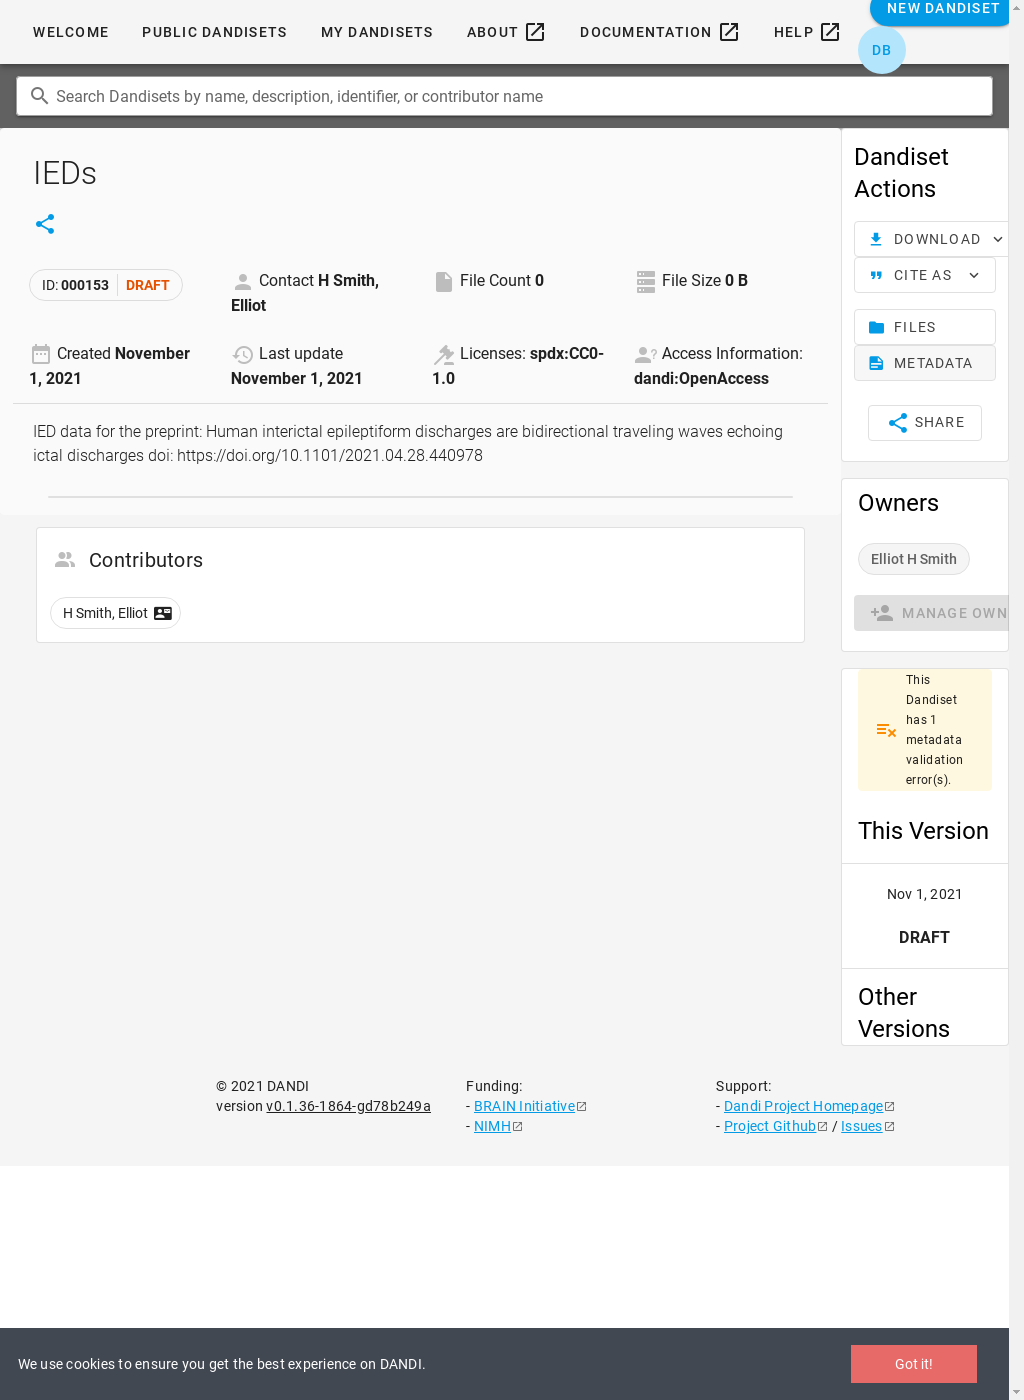 WELCOME
PUBLIC DANDISETS
MY DANDISETS
ABOUT
DOCUMENTATION
HELP
NEW DANDISET
DB
Search Dandisets by name, description, identifier, or contributor name
IEDs
ID: 000153 DRAFT
Contact H Smith,
Elliot
File Count 0
File Size 0 B
Created November
1, 2021
Last update
November 1, 2021
Licenses: spdx:CC0-
1.0
Access Information:
dandi:OpenAccess
IED data for the preprint: Human interictal epileptiform discharges are bidirectional traveling waves echoing
ictal discharges doi: https://doi.org/10.1101/2021.04.28.440978
Contributors
H Smith, Elliot
Dandiset
Actions
DOWNLOAD
CITE AS
FILES
METADATA
SHARE
Owners
Elliot H Smith
MANAGE OWN
This
Dandiset
has 1
metadata
validation
error(s).
This Version
Nov 1, 2021
DRAFT
Other
Versions
© 2021 DANDI
version v0.1.36-1864-gd78b249a
Funding:
- BRAIN Initiative
- NIMH
Support:
- Dandi Project Homepage
- Project Github / Issues
We use cookies to ensure you get the best experience on DANDI.
Got it!